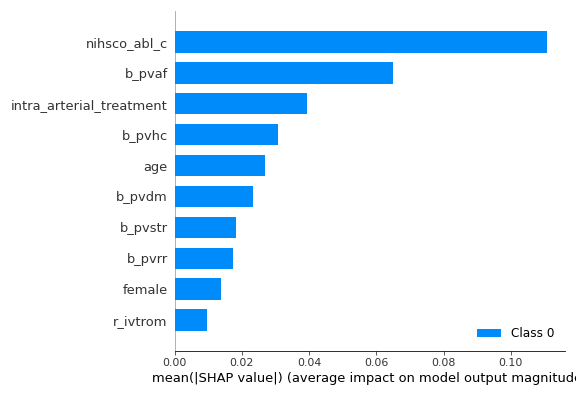 nihsco_abl_c
b_pvaf
intra_arterial_treatment
b_pvhc
age
b_pvdm
b_pvstr
b_pvrr
female
r_ivtrom
Class 0
0.00 0.02 0.04 0.06 0.08 0.10
mean(|SHAP value|) (average impact on model output magnitude